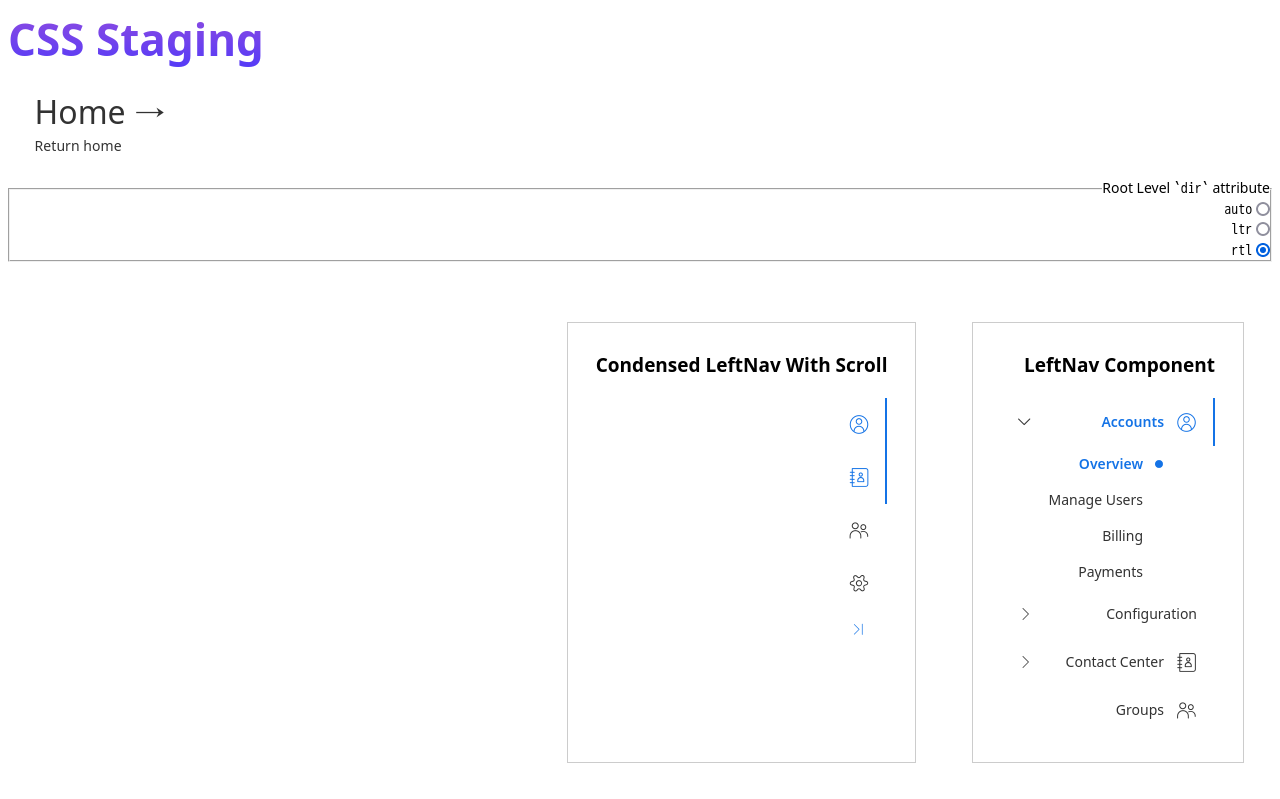 CSS Staging
Home →
Return home
Root Level `dir` attribute
auto
ltr
rtl
Condensed LeftNav With Scroll
LeftNav Component
Accounts
Overview
Manage Users
Billing
Payments
Configuration
Contact Center
Groups